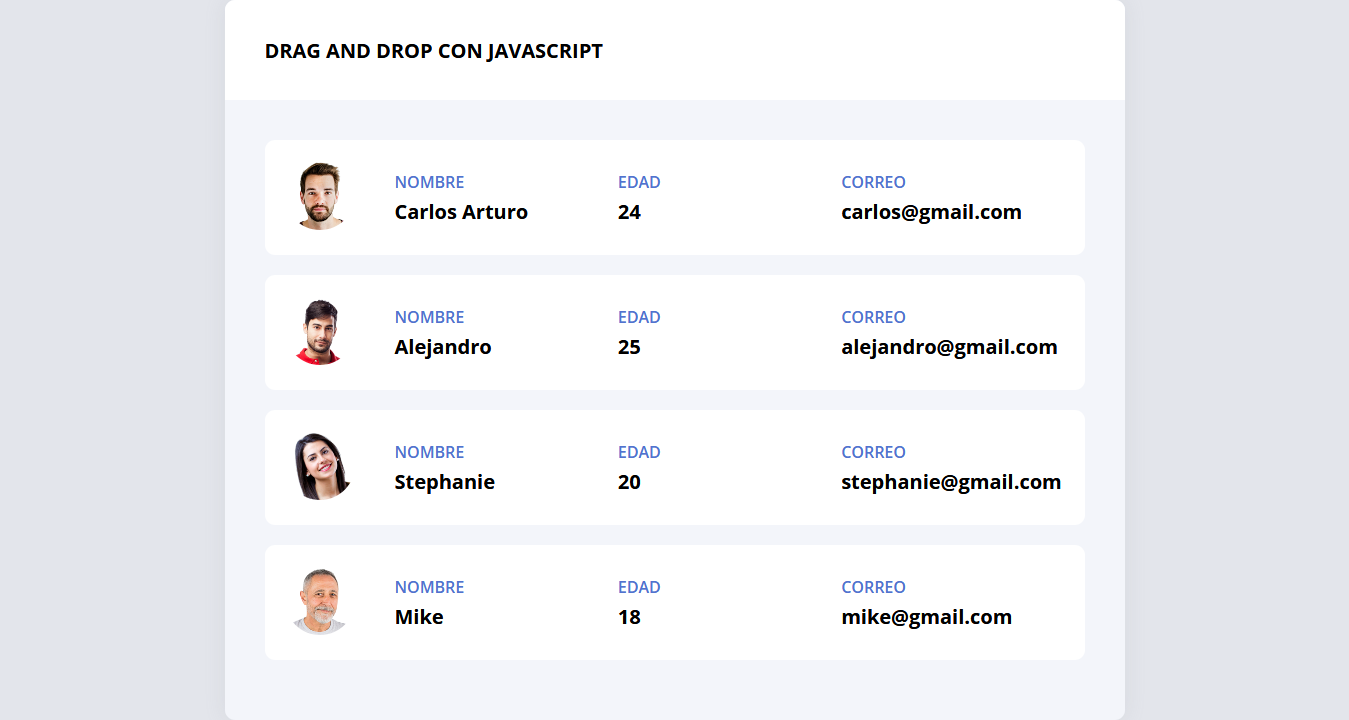 DRAG AND DROP CON JAVASCRIPT
NOMBRE EDAD CORREO
Carlos Arturo 24 carlos@gmail.com
NOMBRE EDAD CORREO
Alejandro 25 alejandro@gmail.com
NOMBRE EDAD CORREO
Stephanie 20 stephanie@gmail.com
NOMBRE EDAD CORREO
Mike 18 mike@gmail.com